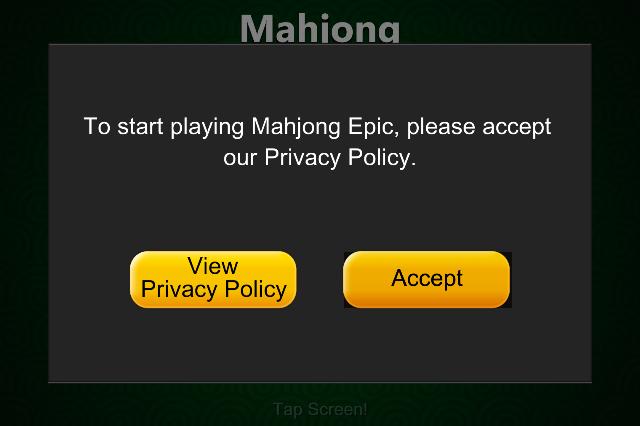 Mahjong
To start playing Mahjong Epic, please accept
our Privacy Policy.
View
Privacy Policy
Accept
Tap Screen!